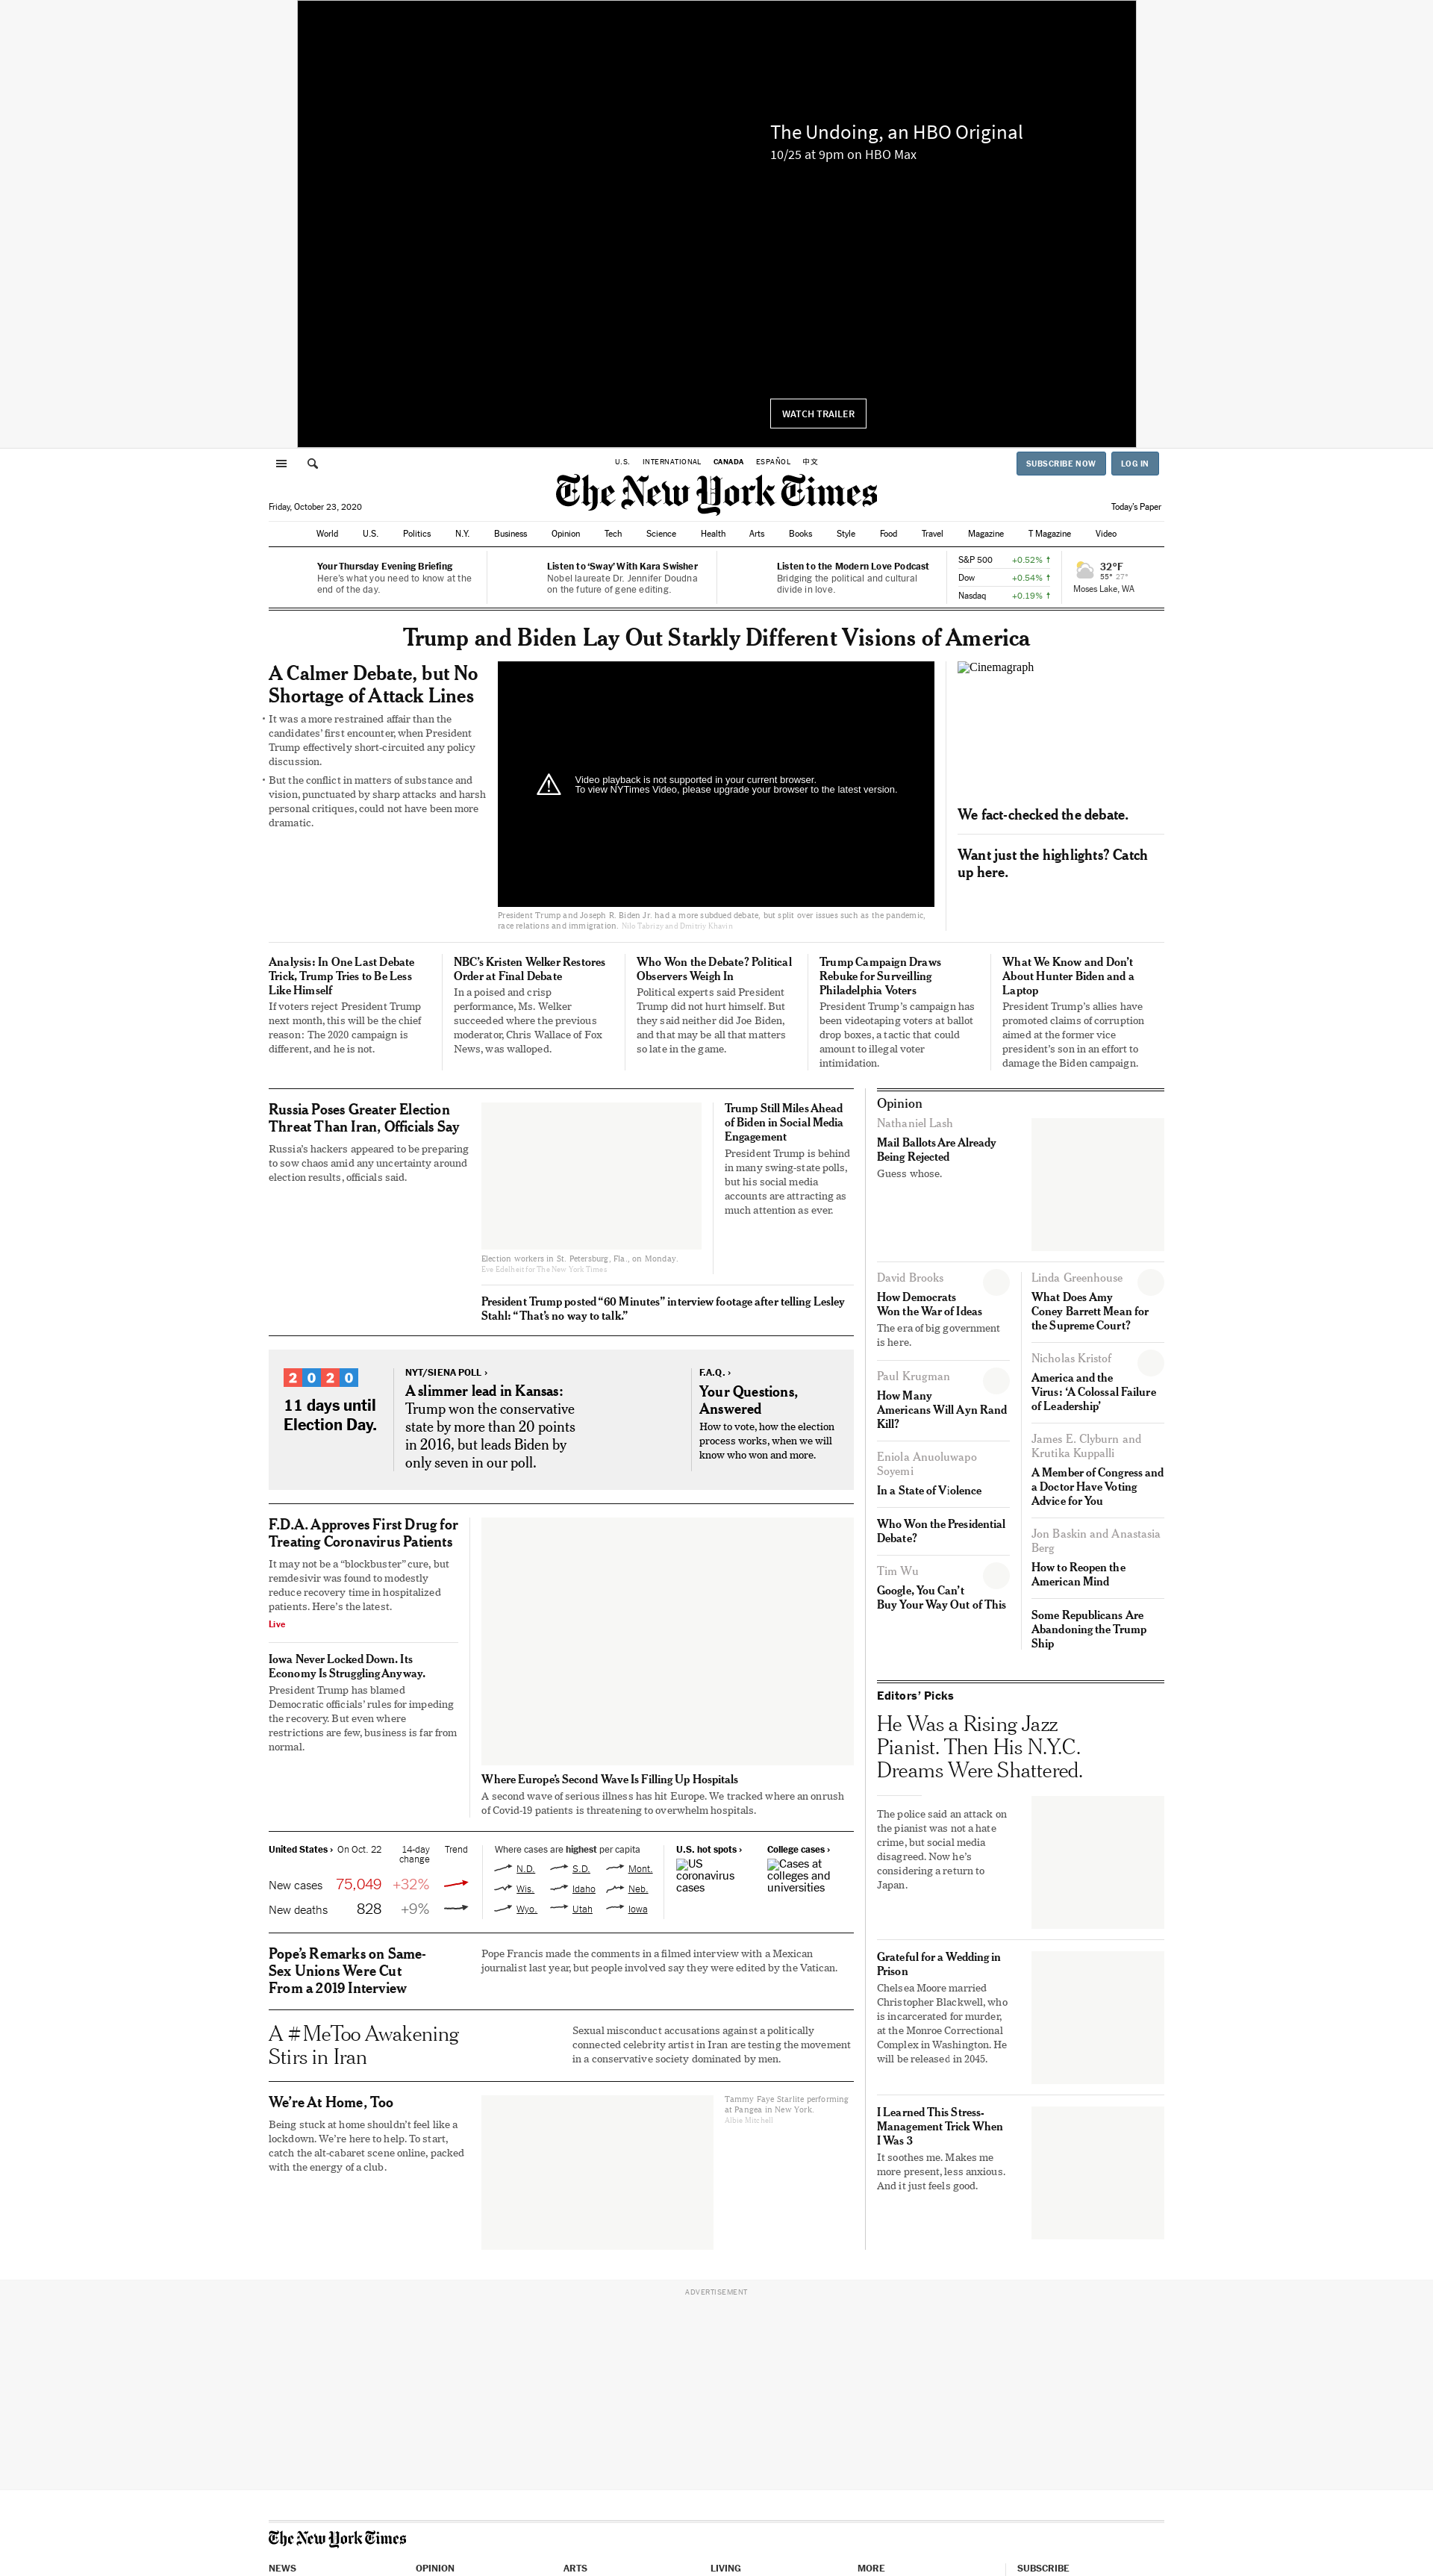 The Undoing, an HBO Original
10/25 at 9pm on HBO Max
WATCH TRAILER
U.S. INTERNATIONAL CANADA ESPAÑOL 中文
SUBSCRIBE NOW LOG IN
The New York Times
Friday, October 23, 2020
Today's Paper
World U.S. Politics N.Y. Business Opinion Tech Science Health Arts Books Style Food Travel Magazine T Magazine Video
Your Thursday Evening Briefing
Here's what you need to know at the
end of the day.
Listen to 'Sway' With Kara Swisher
Nobel laureate Dr. Jennifer Doudna
on the future of gene editing.
Listen to the Modern Love Podcast
Bridging the political and cultural
divide in love.
S&P 500 +0.52% ↑
Dow +0.54% ↑
Nasdaq +0.19% ↑
32°F
55° 27°
Moses Lake, WA
Trump and Biden Lay Out Starkly Different Visions of America
A Calmer Debate, but No
Shortage of Attack Lines
• It was a more restrained affair than the
candidates' first encounter, when President
Trump effectively short-circuited any policy
discussion.
• But the conflict in matters of substance and
vision, punctuated by sharp attacks and harsh
personal critiques, could not have been more
dramatic.
Video playback is not supported in your current browser.
To view NYTimes Video, please upgrade your browser to the latest version.
President Trump and Joseph R. Biden Jr. had a more subdued debate, but split over issues such as the pandemic,
race relations and immigration. Nilo Tabrizy and Dmitriy Khavin
Cinemagraph
We fact-checked the debate.
Want just the highlights? Catch
up here.
Analysis: In One Last Debate
Trick, Trump Tries to Be Less
Like Himself
If voters reject President Trump
next month, this will be the chief
reason: The 2020 campaign is
different, and he is not.
NBC's Kristen Welker Restores
Order at Final Debate
In a poised and crisp
performance, Ms. Welker
succeeded where the previous
moderator, Chris Wallace of Fox
News, was walloped.
Who Won the Debate? Political
Observers Weigh In
Political experts said President
Trump did not hurt himself. But
they said neither did Joe Biden,
and that may be all that matters
so late in the game.
Trump Campaign Draws
Rebuke for Surveilling
Philadelphia Voters
President Trump's campaign has
been videotaping voters at ballot
drop boxes, a tactic that could
amount to illegal voter
intimidation.
What We Know and Don't
About Hunter Biden and a
Laptop
President Trump's allies have
promoted claims of corruption
aimed at the former vice
president's son in an effort to
damage the Biden campaign.
Russia Poses Greater Election
Threat Than Iran, Officials Say
Russia's hackers appeared to be preparing
to sow chaos amid any uncertainty around
election results, officials said.
Election workers in St. Petersburg, Fla., on Monday.
Eve Edelheit for The New York Times
Trump Still Miles Ahead
of Biden in Social Media
Engagement
President Trump is behind
in many swing-state polls,
but his social media
accounts are attracting as
much attention as ever.
President Trump posted "60 Minutes" interview footage after telling Lesley
Stahl: "That's no way to talk."
2020
11 days until
Election Day.
NYT/SIENA POLL ›
A slimmer lead in Kansas:
Trump won the conservative
state by more than 20 points
in 2016, but leads Biden by
only seven in our poll.
F.A.Q. ›
Your Questions,
Answered
How to vote, how the election
process works, when we will
know who won and more.
F.D.A. Approves First Drug for
Treating Coronavirus Patients
It may not be a "blockbuster" cure, but
remdesivir was found to modestly
reduce recovery time in hospitalized
patients. Here's the latest.
Live
Iowa Never Locked Down. Its
Economy Is Struggling Anyway.
President Trump has blamed
Democratic officials' rules for impeding
the recovery. But even where
restrictions are few, business is far from
normal.
Where Europe's Second Wave Is Filling Up Hospitals
A second wave of serious illness has hit Europe. We tracked where an onrush
of Covid-19 patients is threatening to overwhelm hospitals.
United States › On Oct. 22 14-day Trend
change
New cases 75,049 +32%
New deaths 828 +9%
Where cases are highest per capita
N.D. S.D. Mont.
Wis. Idaho Neb.
Wyo. Utah Iowa
U.S. hot spots ›
US
coronavirus
cases
College cases ›
Cases at
colleges and
universities
Pope's Remarks on Same-
Sex Unions Were Cut
From a 2019 Interview
Pope Francis made the comments in a filmed interview with a Mexican
journalist last year, but people involved say they were edited by the Vatican.
A #MeToo Awakening
Stirs in Iran
Sexual misconduct accusations against a politically
connected celebrity artist in Iran are testing the movement
in a conservative society dominated by men.
We're At Home, Too
Being stuck at home shouldn't feel like a
lockdown. We're here to help. To start,
catch the alt-cabaret scene online, packed
with the energy of a club.
Tammy Faye Starlite performing
at Pangea in New York.
Albie Mitchell
Opinion
Nathaniel Lash
Mail Ballots Are Already
Being Rejected
Guess whose.
David Brooks
How Democrats
Won the War of Ideas
The era of big government
is here.
Paul Krugman
How Many
Americans Will Ayn Rand
Kill?
Eniola Anuoluwapo
Soyemi
In a State of Violence
Who Won the Presidential
Debate?
Tim Wu
Google, You Can't
Buy Your Way Out of This
Linda Greenhouse
What Does Amy
Coney Barrett Mean for
the Supreme Court?
Nicholas Kristof
America and the
Virus: 'A Colossal Failure
of Leadership'
James E. Clyburn and
Krutika Kuppalli
A Member of Congress and
a Doctor Have Voting
Advice for You
Jon Baskin and Anastasia
Berg
How to Reopen the
American Mind
Some Republicans Are
Abandoning the Trump
Ship
Editors' Picks
He Was a Rising Jazz
Pianist. Then His N.Y.C.
Dreams Were Shattered.
The police said an attack on
the pianist was not a hate
crime, but social media
disagreed. Now he's
considering a return to
Japan.
Grateful for a Wedding in
Prison
Chelsea Moore married
Christopher Blackwell, who
is incarcerated for murder,
at the Monroe Correctional
Complex in Washington. He
will be released in 2045.
I Learned This Stress-
Management Trick When
I Was 3
It soothes me. Makes me
more present, less anxious.
And it just feels good.
ADVERTISEMENT
The New York Times
NEWS OPINION ARTS LIVING MORE SUBSCRIBE